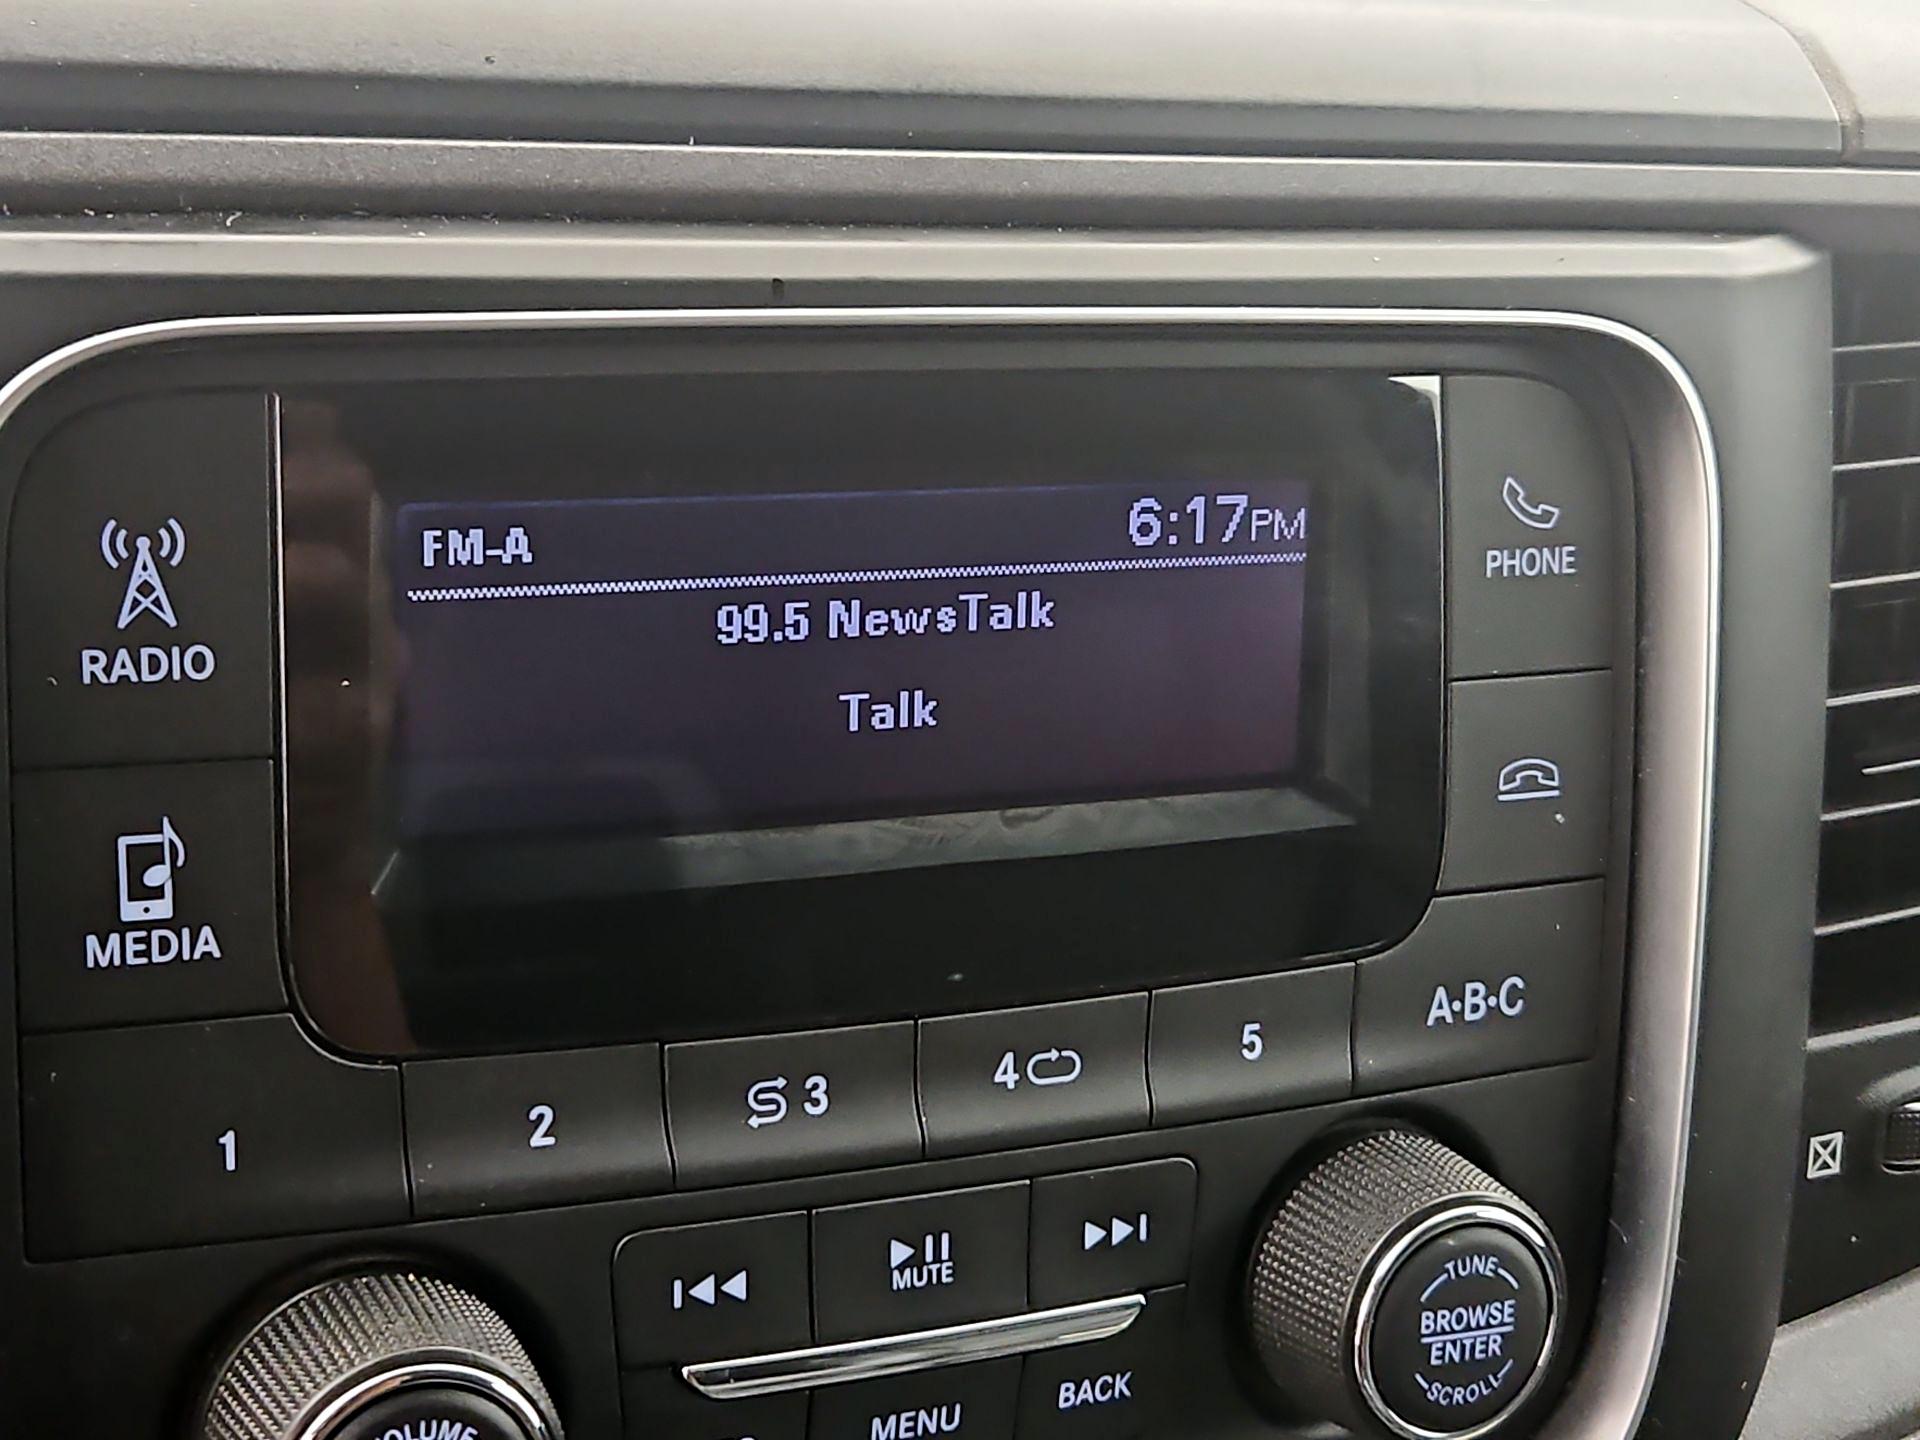 FM-A 6:17PM
99.5 NewsTalk
Talk
RADIO
MEDIA
PHONE
1 2 3 4 5 A·B·C
MUTE
TUNE
BROWSE
ENTER
SCROLL
BACK
MENU
VOLUME